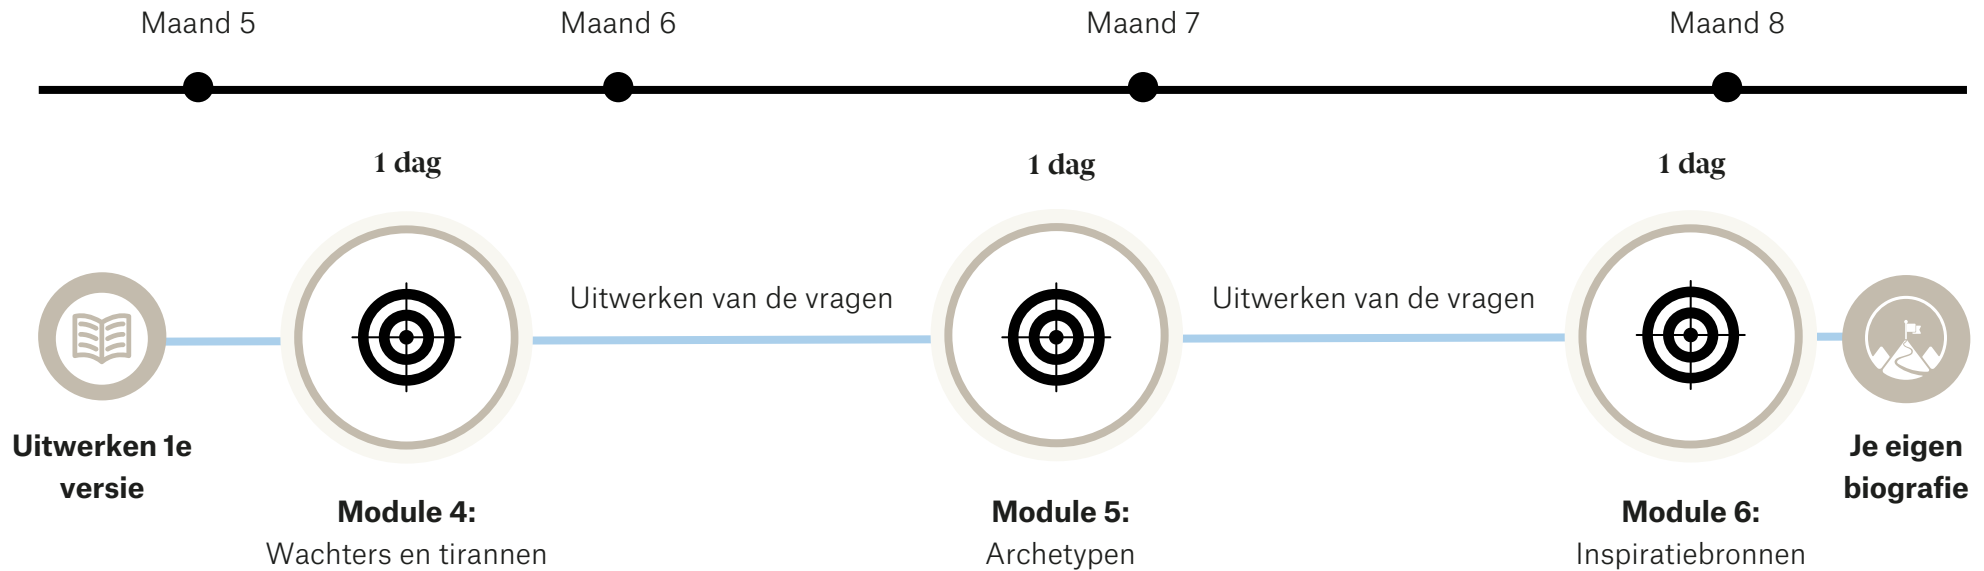 Maand 5
Maand 6
Maand 7
Maand 8
1 dag
1 dag
1 dag
Uitwerken van de vragen
Uitwerken van de vragen
Uitwerken 1e
versie
Module 4:
Wachters en tirannen
Module 5:
Archetypen
Module 6:
Inspiratiebronnen
Je eigen
biografie